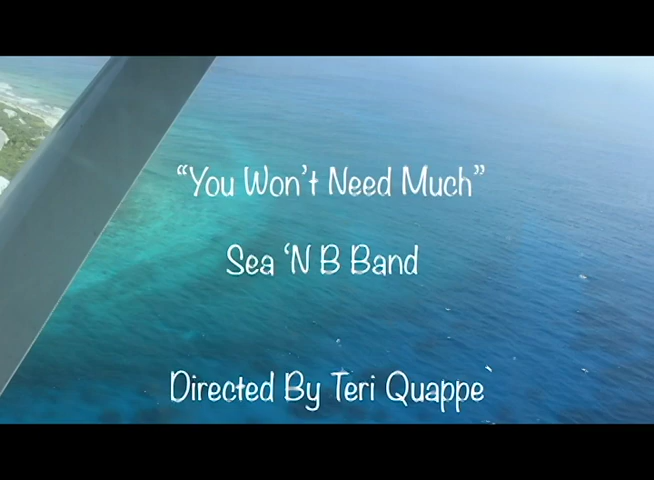 “You Won’t Need Much”
Sea ‘N B Band
Directed By Teri Quappe